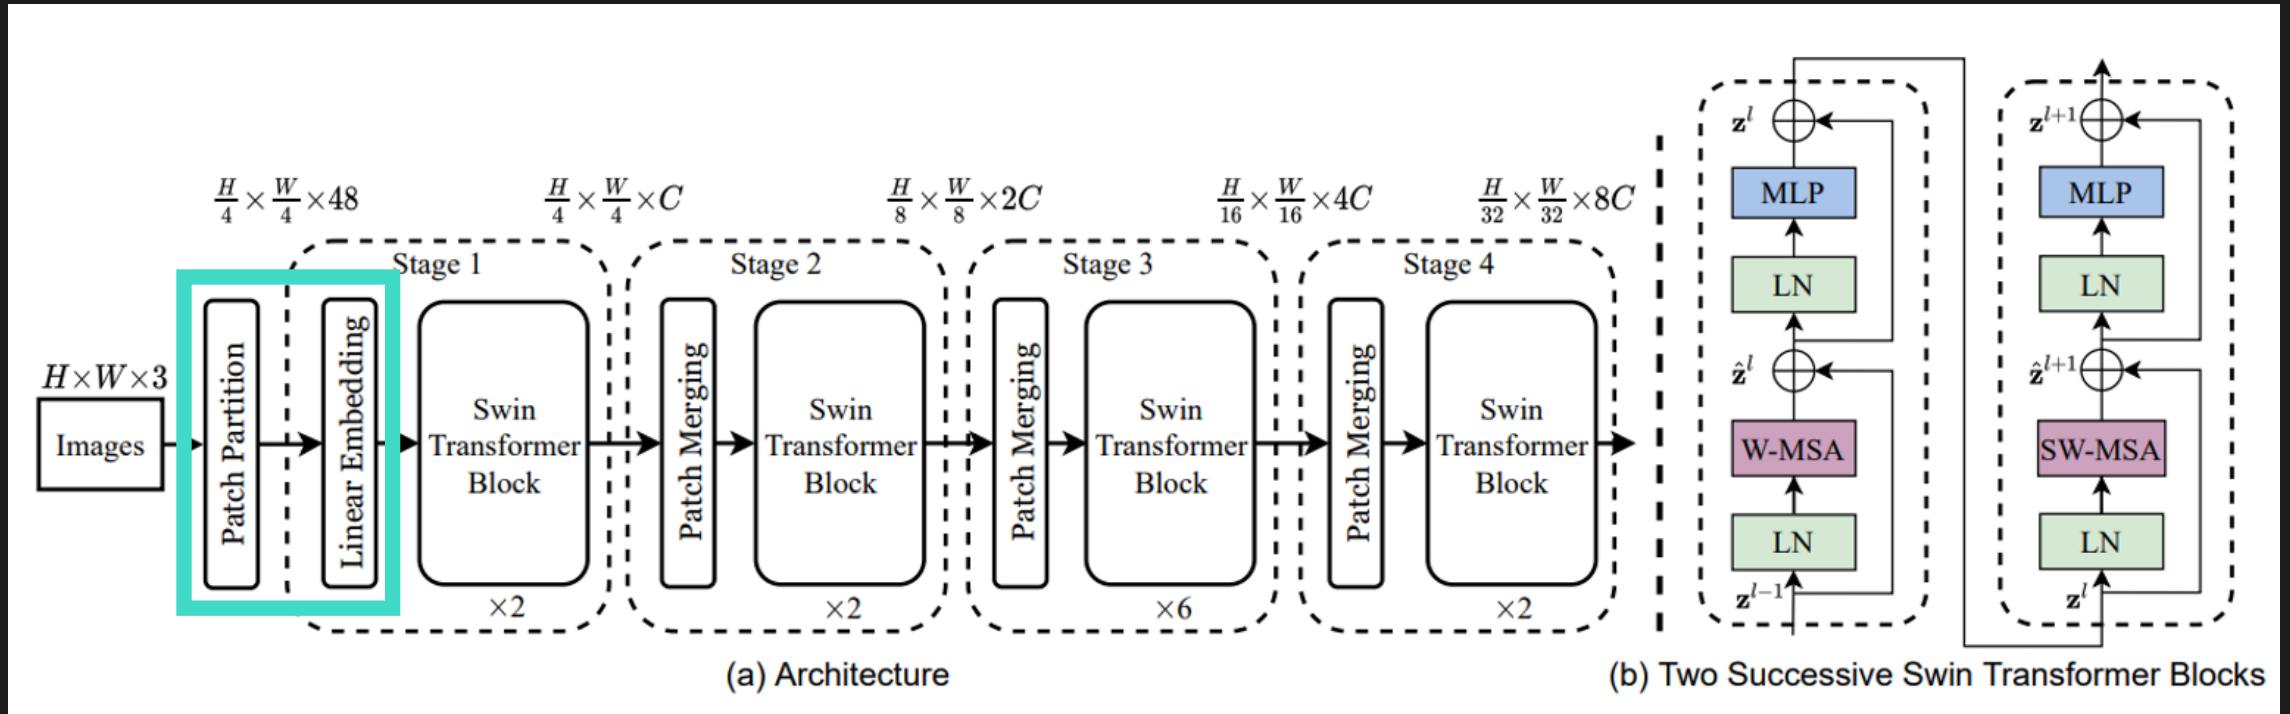 H/4 × W/4 × 48
H/4 × W/4 × C
H/8 × W/8 × 2C
H/16 × W/16 × 4C
H/32 × W/32 × 8C
H×W×3
Images
Patch Partition
Stage 1
Linear Embedding
Swin
Transformer
Block
×2
Stage 2
Patch Merging
Swin
Transformer
Block
×2
Stage 3
Patch Merging
Swin
Transformer
Block
×6
Stage 4
Patch Merging
Swin
Transformer
Block
×2
(a) Architecture
z^l
MLP
LN
ẑ^l
W-MSA
LN
z^{l-1}
z^{l+1}
MLP
LN
ẑ^{l+1}
SW-MSA
LN
z^l
(b) Two Successive Swin Transformer Blocks